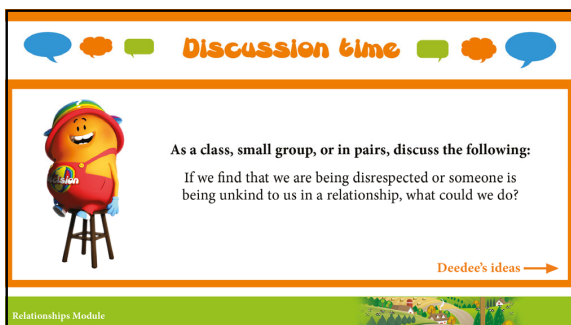 Discussion time
As a class, small group, or in pairs, discuss the following:
If we find that we are being disrespected or someone is
being unkind to us in a relationship, what could we do?
Deedee's ideas
Relationships Module